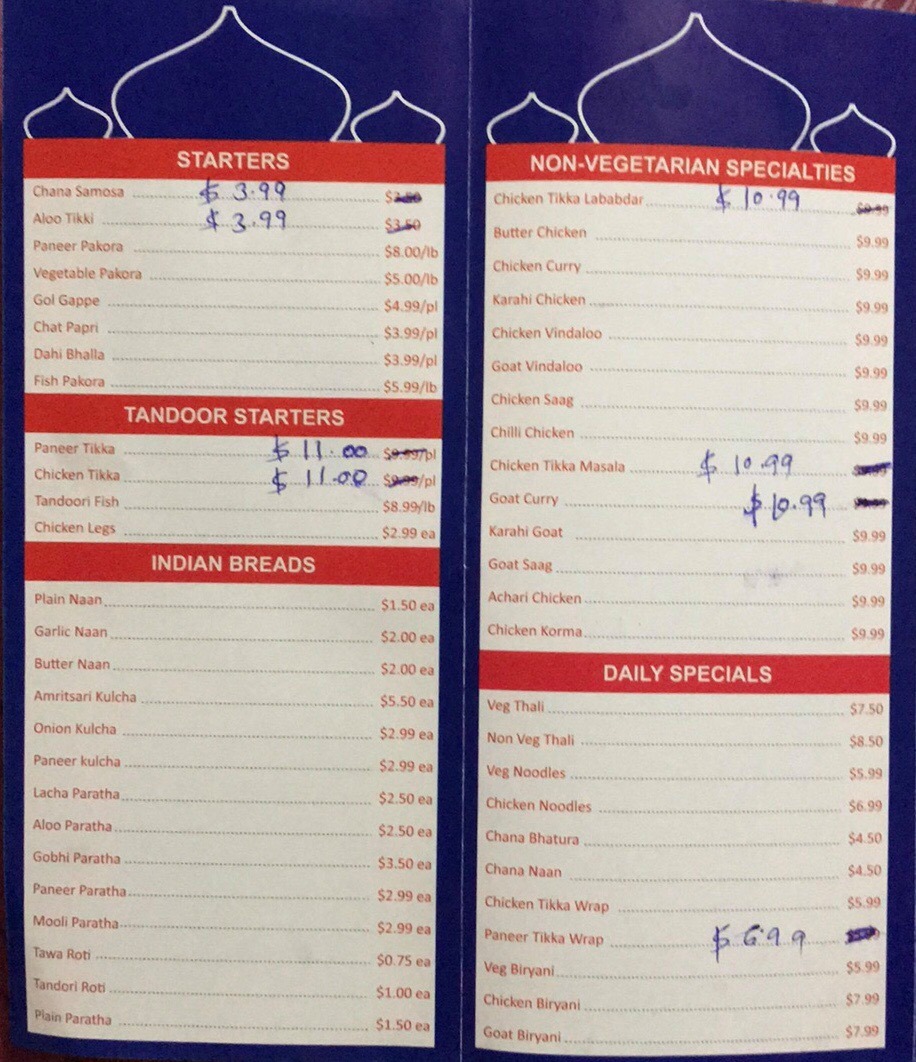 STARTERS
Chana Samosa $ 3.99
Aloo Tikki $ 3.99 $3.50
Paneer Pakora $8.00/lb
Vegetable Pakora $5.00/lb
Gol Gappe $4.99/pl
Chat Papri $3.99/pl
Dahi Bhalla $3.99/pl
Fish Pakora $5.99/lb
TANDOOR STARTERS
Paneer Tikka $ 11.00 $9.99/pl
Chicken Tikka $ 11.00 $9.99/pl
Tandoori Fish $8.99/lb
Chicken Legs $2.99 ea
INDIAN BREADS
Plain Naan $1.50 ea
Garlic Naan $2.00 ea
Butter Naan $2.00 ea
Amritsari Kulcha $5.50 ea
Onion Kulcha $2.99 ea
Paneer kulcha $2.99 ea
Lacha Paratha $2.50 ea
Aloo Paratha $2.50 ea
Gobhi Paratha $3.50 ea
Paneer Paratha $2.99 ea
Mooli Paratha $2.99 ea
Tawa Roti $0.75 ea
Tandori Roti $1.00 ea
Plain Paratha $1.50 ea
NON-VEGETARIAN SPECIALTIES
Chicken Tikka Lababdar $ 10.99 $9.99
Butter Chicken $9.99
Chicken Curry $9.99
Karahi Chicken $9.99
Chicken Vindaloo $9.99
Goat Vindaloo $9.99
Chicken Saag $9.99
Chilli Chicken $9.99
Chicken Tikka Masala $ 10.99
Goat Curry $ 10.99
Karahi Goat $9.99
Goat Saag $9.99
Achari Chicken $9.99
Chicken Korma $9.99
DAILY SPECIALS
Veg Thali $7.50
Non Veg Thali $8.50
Veg Noodles $5.99
Chicken Noodles $6.99
Chana Bhatura $4.50
Chana Naan $4.50
Chicken Tikka Wrap $5.99
Paneer Tikka Wrap $ 6.99
Veg Biryani $5.99
Chicken Biryani $7.99
Goat Biryani $7.99